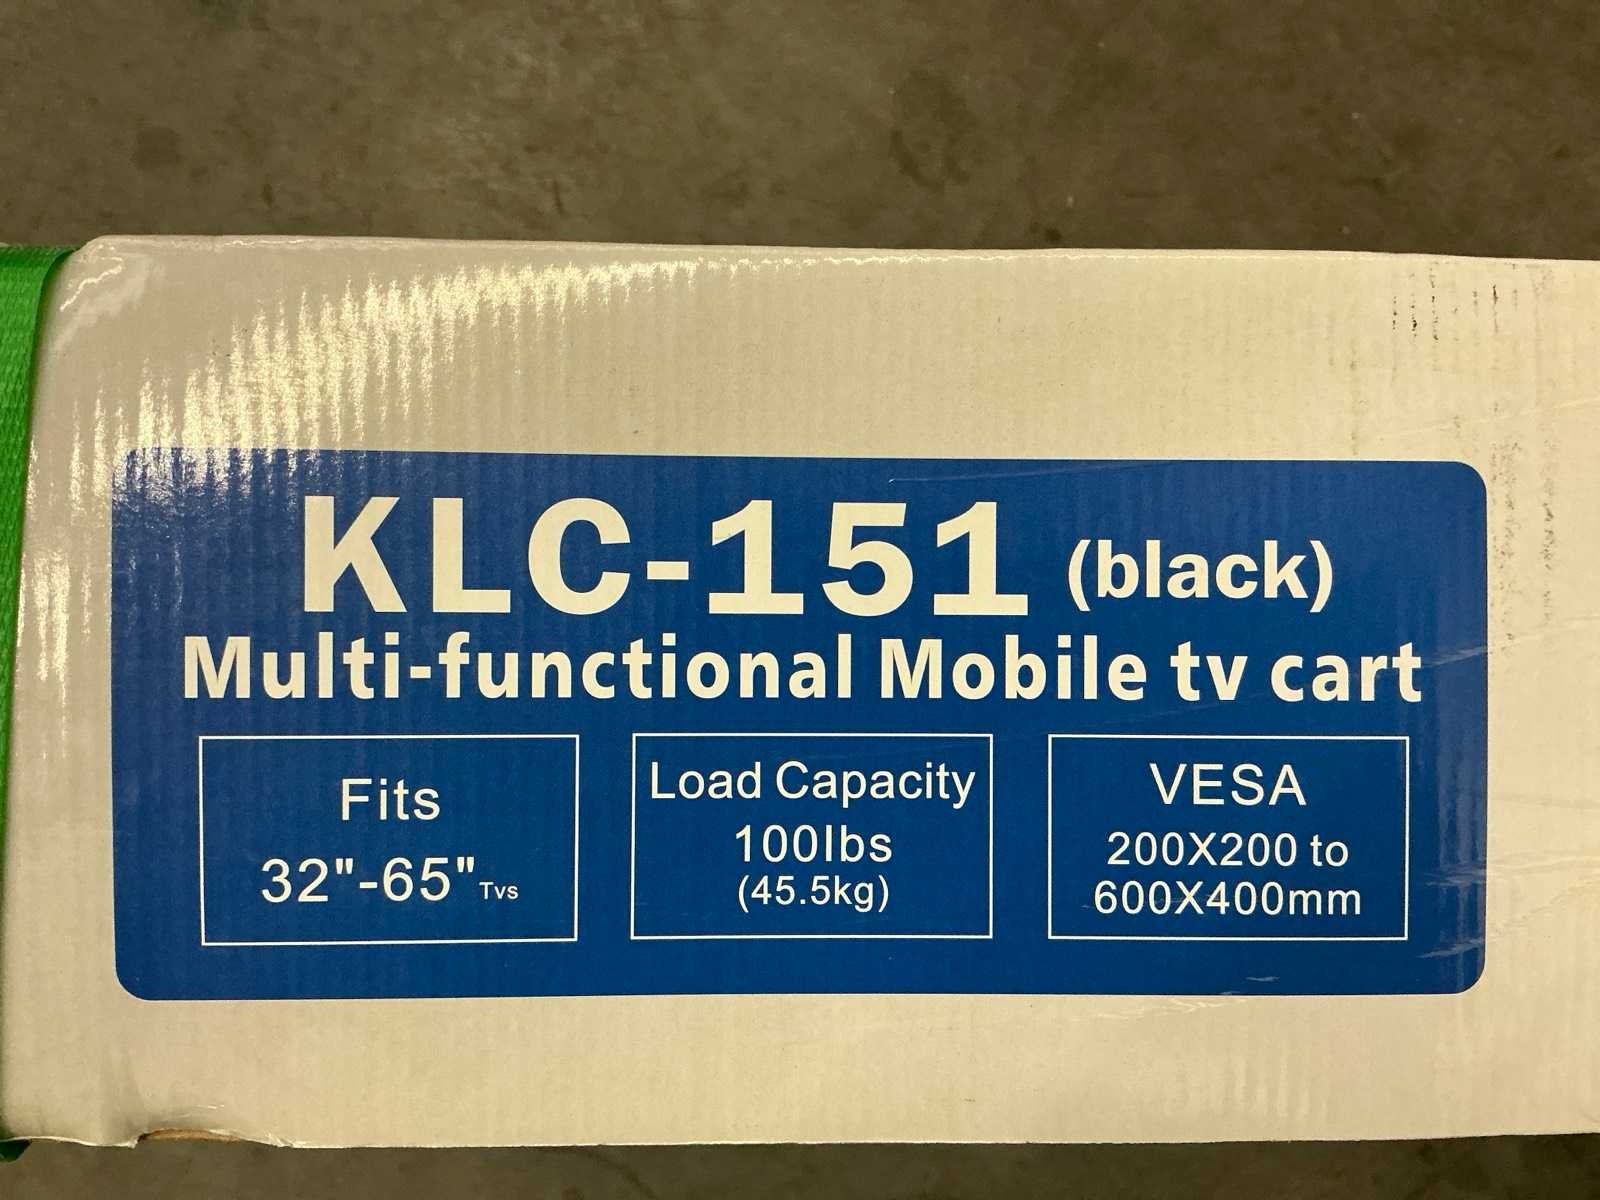 KLC-151 (black)
Multi-functional Mobile tv cart
Fits
32"-65" Tvs
Load Capacity
100lbs
(45.5kg)
VESA
200X200 to
600X400mm